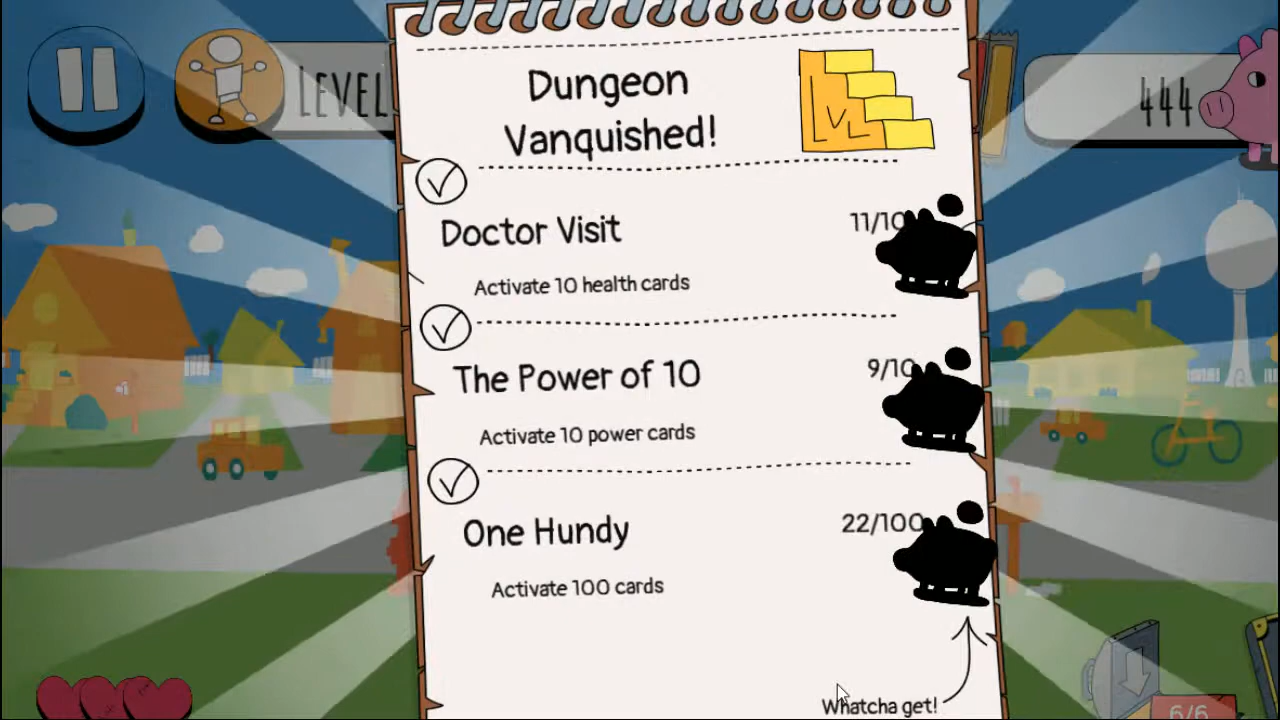 LEVEL
444
Dungeon
Vanquished!
Doctor Visit
11/10
Activate 10 health cards
The Power of 10
9/10
Activate 10 power cards
One Hundy
22/100
Activate 100 cards
Whatcha get!
6/6